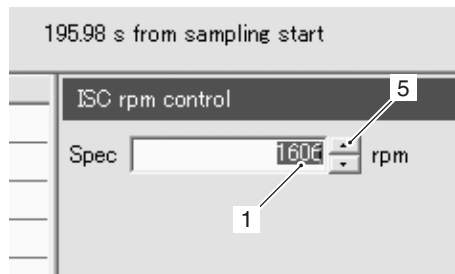 195.98 s from sampling start
ISC rpm control
5
Spec 1606 rpm
1